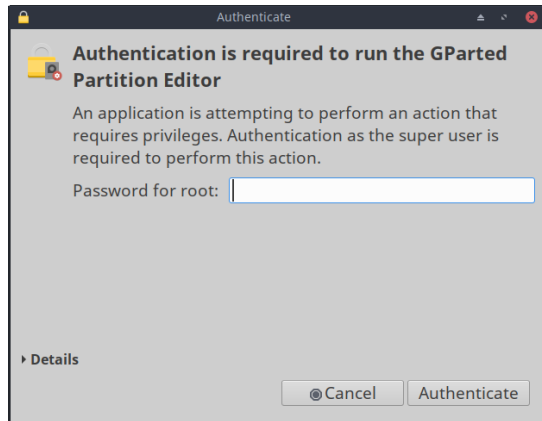 Authenticate
Authentication is required to run the GParted
Partition Editor
An application is attempting to perform an action that
requires privileges. Authentication as the super user is
required to perform this action.
Password for root:
Details
Cancel
Authenticate